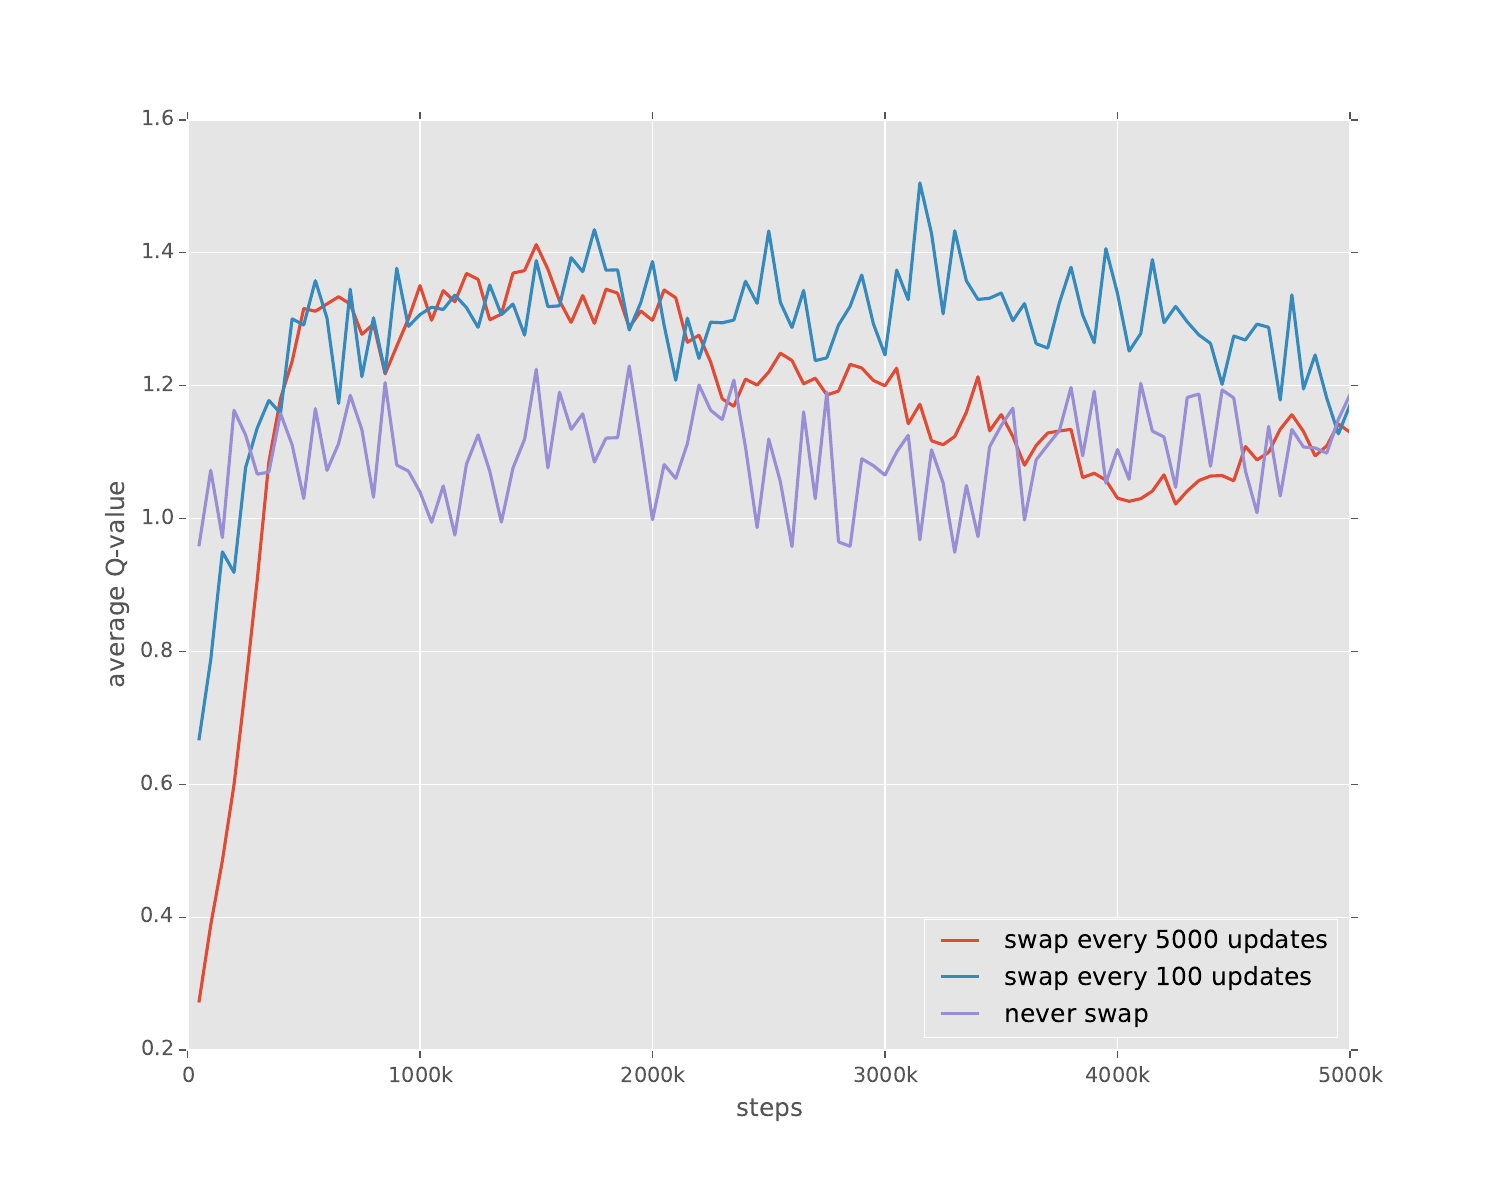 1.6
1.4
1.2
1.0
0.8
0.6
0.4
0.2
average Q-value
0 1000k 2000k 3000k 4000k 5000k
steps
swap every 5000 updates
swap every 100 updates
never swap